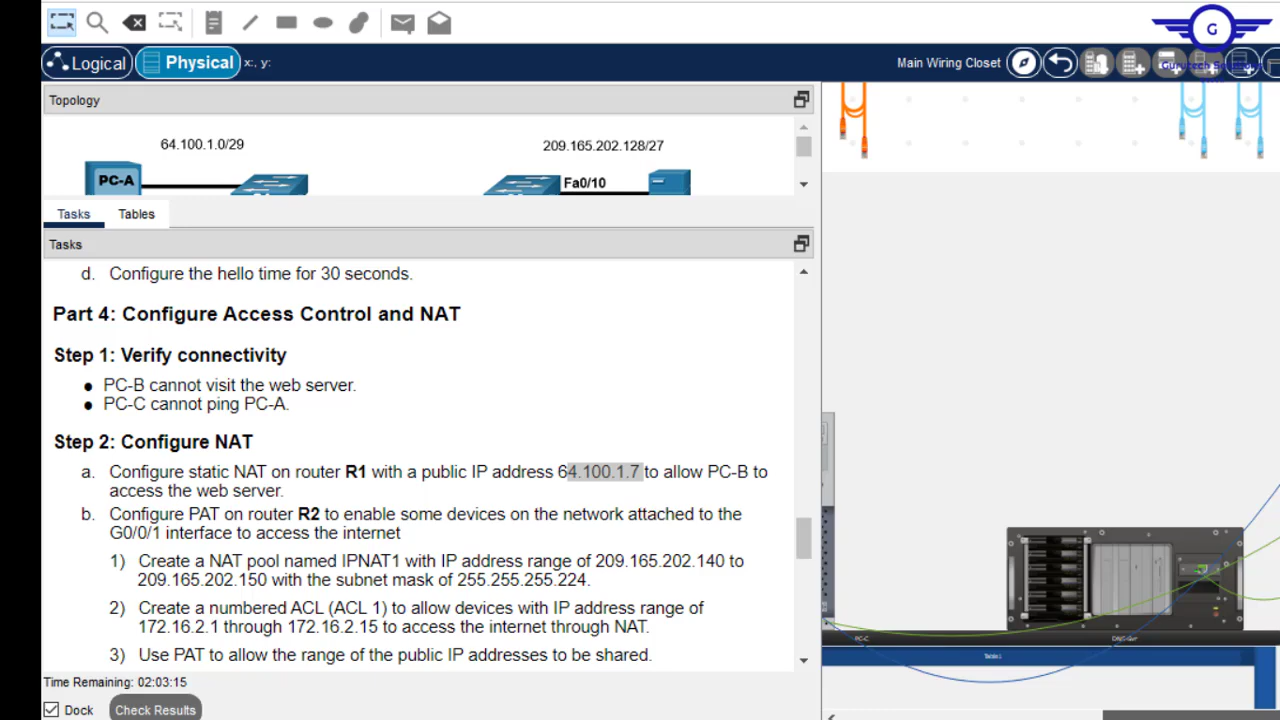 G
Logical
Physical
x:, y:
Main Wiring Closet
Gurutech Solutions
Topology
64.100.1.0/29
209.165.202.128/27
PC-A
Fa0/10
Tasks
Tables
Tasks
d. Configure the hello time for 30 seconds.
Part 4: Configure Access Control and NAT
Step 1: Verify connectivity
● PC-B cannot visit the web server.
● PC-C cannot ping PC-A.
Step 2: Configure NAT
a. Configure static NAT on router R1 with a public IP address 64.100.1.7 to allow PC-B to
access the web server.
b. Configure PAT on router R2 to enable some devices on the network attached to the
G0/0/1 interface to access the internet
1) Create a NAT pool named IPNAT1 with IP address range of 209.165.202.140 to
209.165.202.150 with the subnet mask of 255.255.255.224.
2) Create a numbered ACL (ACL 1) to allow devices with IP address range of
172.16.2.1 through 172.16.2.15 to access the internet through NAT.
3) Use PAT to allow the range of the public IP addresses to be shared.
PC-C
Table1
Time Remaining: 02:03:15
Dock
Check Results